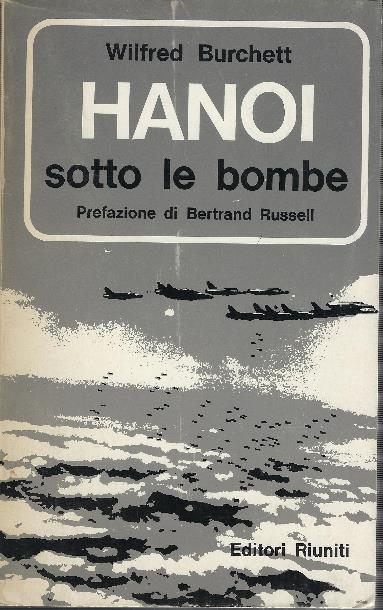 Wilfred Burchett
HANOI
sotto le bombe
Prefazione di Bertrand Russell
Editori Riuniti